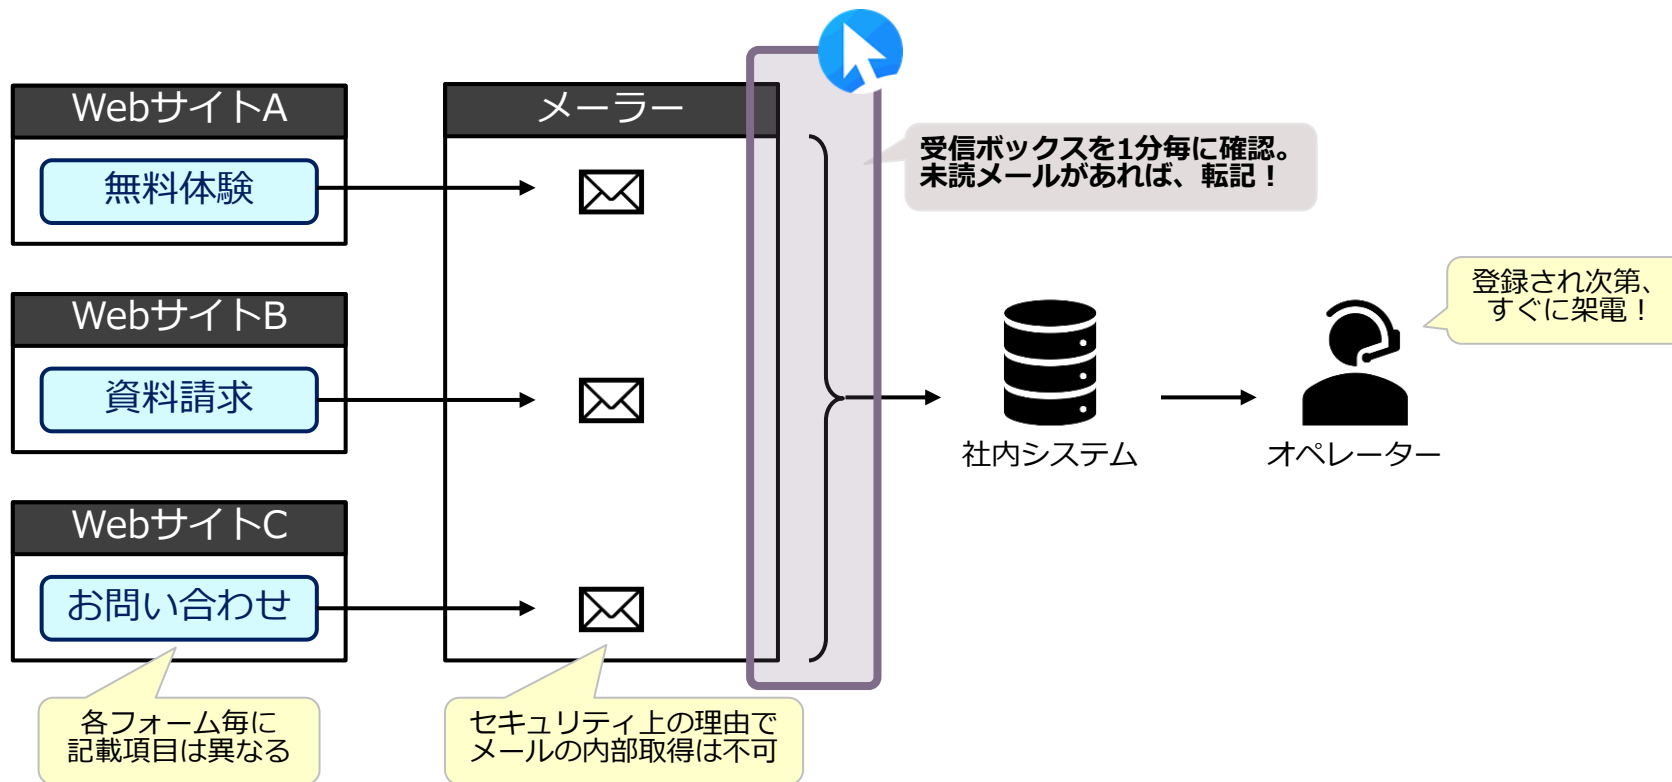 WebサイトA
無料体験
WebサイトB
資料請求
WebサイトC
お問い合わせ
各フォーム毎に
記載項目は異なる
メーラー
セキュリティ上の理由で
メールの内部取得は不可
受信ボックスを1分毎に確認。
未読メールがあれば、転記！
社内システム
オペレーター
登録され次第、
すぐに架電！